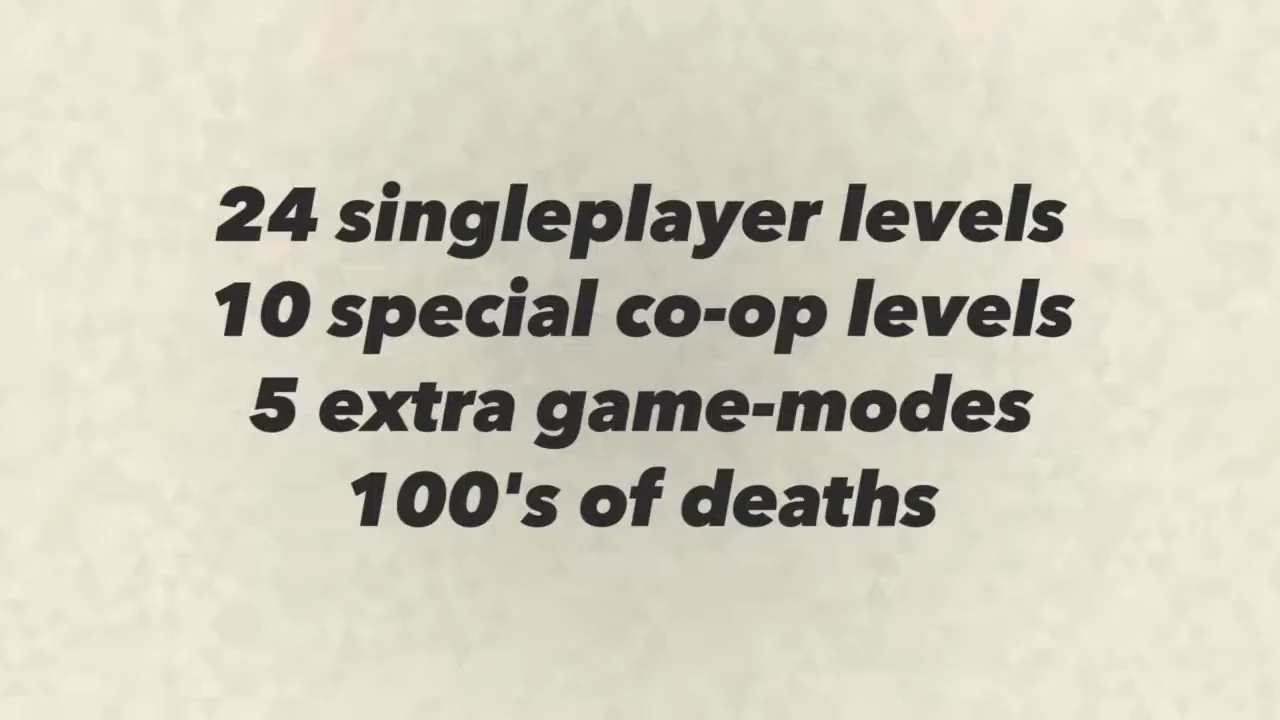 24 singleplayer levels
10 special co-op levels
5 extra game-modes
100's of deaths